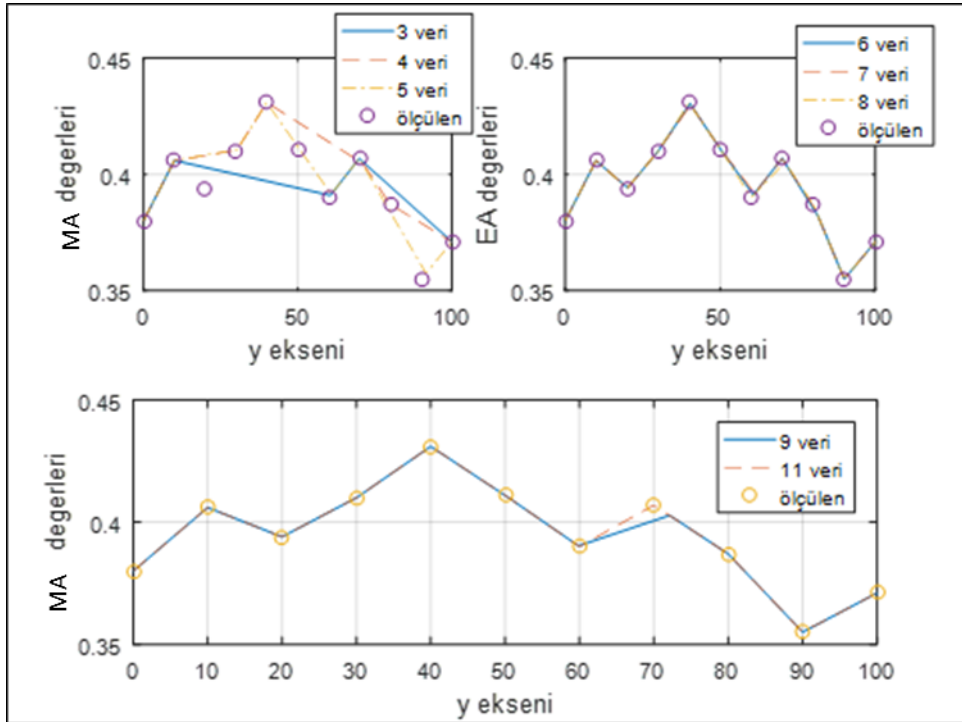 3 veri
4 veri
5 veri
ölçülen
0.45
0.4
0.35
MA değerleri
0
50
100
y ekseni
6 veri
7 veri
8 veri
ölçülen
0.45
0.4
0.35
EA değerleri
0
50
100
y ekseni
9 veri
11 veri
ölçülen
0.45
0.4
0.35
MA değerleri
0 10 20 30 40 50 60 70 80 90 100
y ekseni